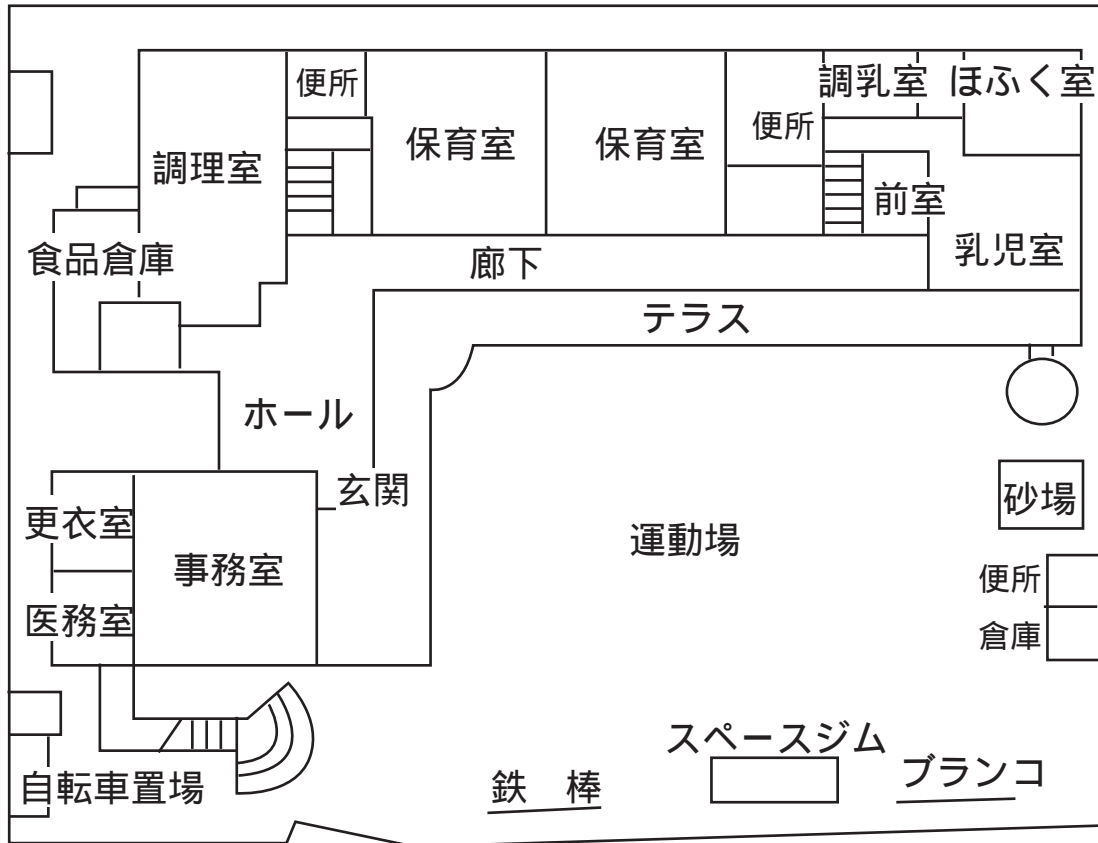 便所
調乳室
ほふく室
便所
保育室
保育室
調理室
前室
食品倉庫
廊下
乳児室
テラス
ホール
玄関
砂場
更衣室
運動場
事務室
便所
医務室
倉庫
スペースジム
ブランコ
自転車置場
鉄　棒